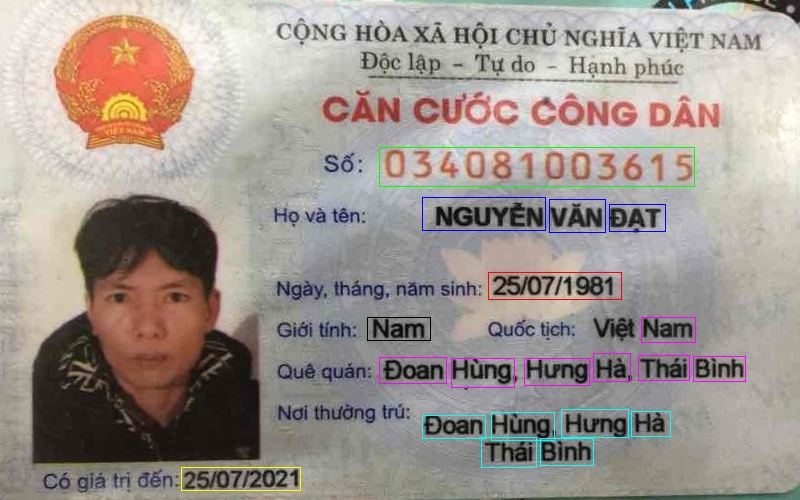 CỘNG HÒA XÃ HỘI CHỦ NGHĨA VIỆT NAM
Độc lập - Tự do - Hạnh phúc
CĂN CƯỚC CÔNG DÂN
Số: 034081003615
Họ và tên: NGUYỄN VĂN ĐẠT
Ngày, tháng, năm sinh: 25/07/1981
Giới tính: Nam Quốc tịch: Việt Nam
Quê quán: Đoan Hùng, Hưng Hà, Thái Bình
Nơi thường trú: Đoan Hùng, Hưng Hà
Thái Bình
Có giá trị đến: 25/07/2021
VIỆT NAM